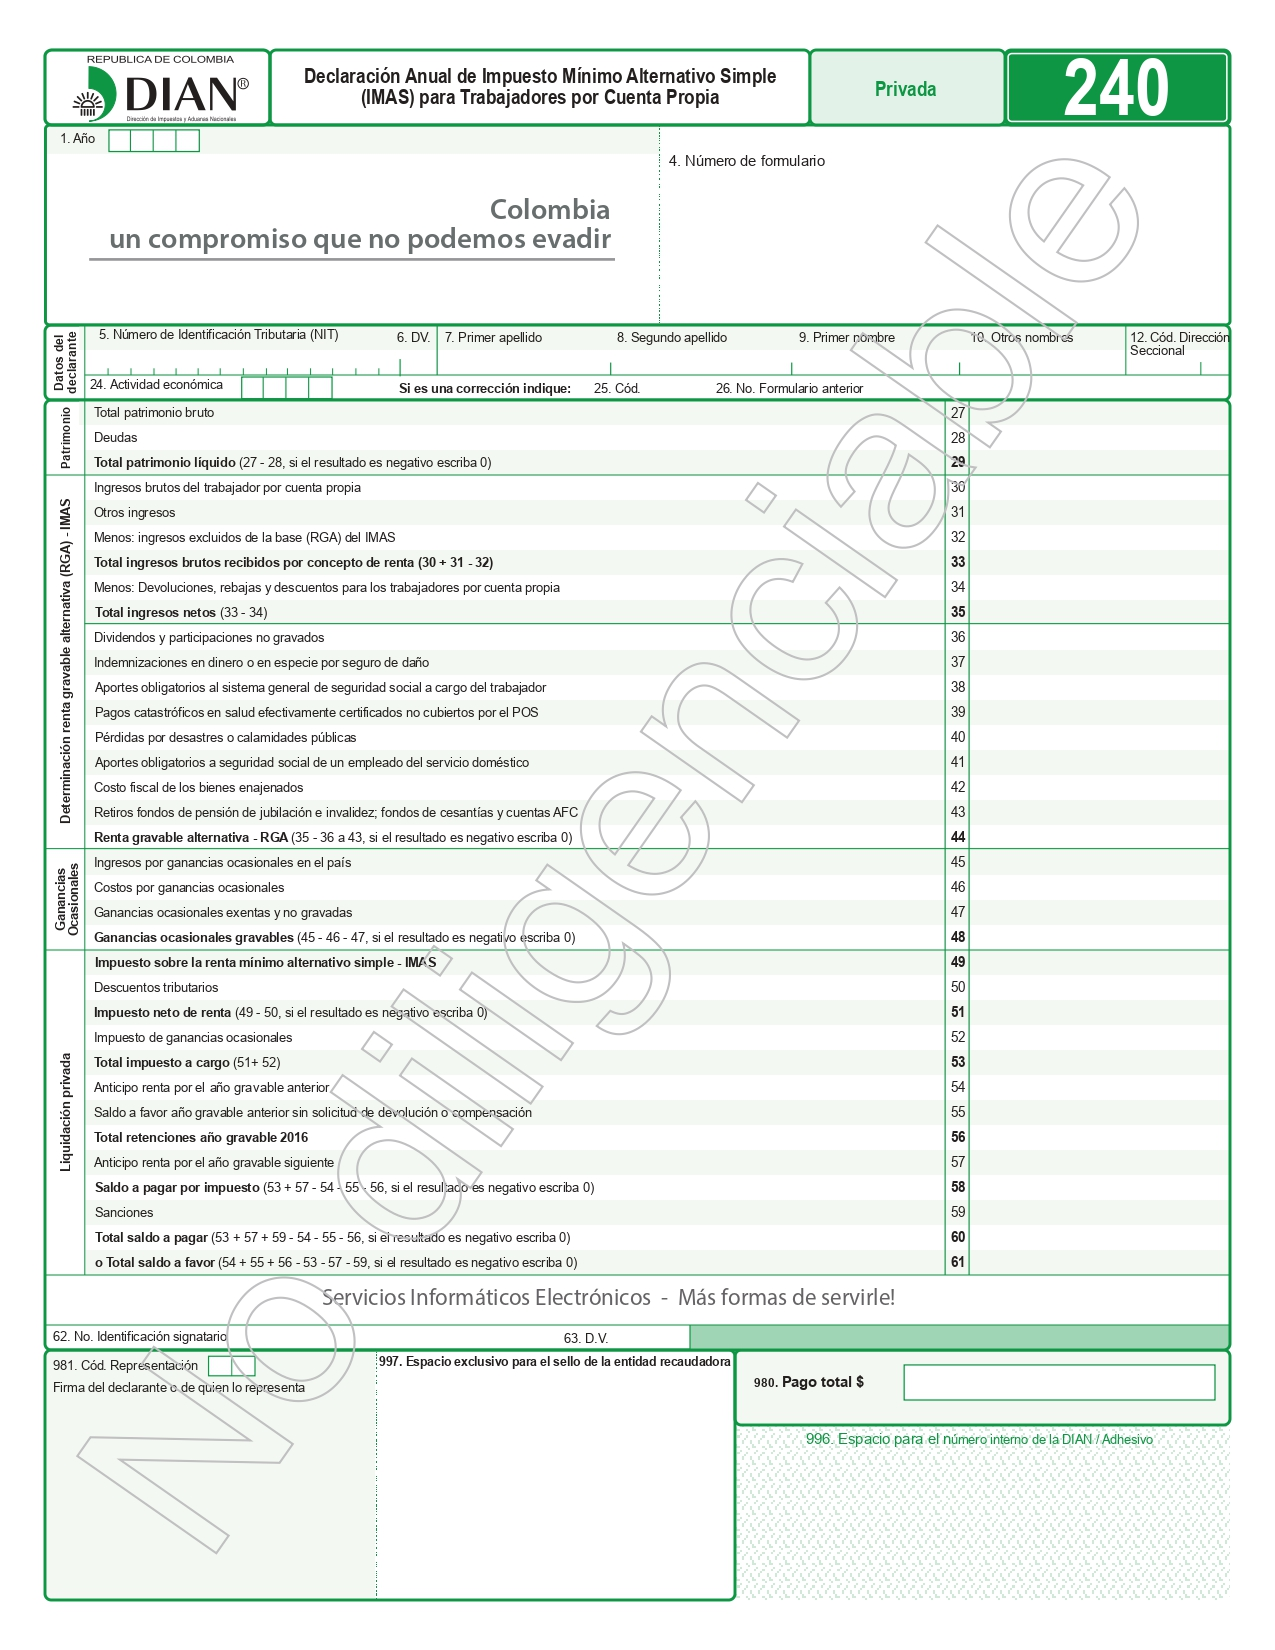 REPUBLICA DE COLOMBIA
DIAN®
Dirección de Impuestos y Aduanas Nacionales
Declaración Anual de Impuesto Mínimo Alternativo Simple
(IMAS) para Trabajadores por Cuenta Propia
Privada
240
1. Año
4. Número de formulario
Colombia
un compromiso que no podemos evadir
Datos del
declarante
5. Número de Identificación Tributaria (NIT)
6. DV.
7. Primer apellido
8. Segundo apellido
9. Primer nombre
10. Otros nombres
12. Cód. Dirección
Seccional
24. Actividad económica
Si es una corrección indique:
25. Cód.
26. No. Formulario anterior
Patrimonio
Total patrimonio bruto 27
Deudas 28
Total patrimonio líquido (27 - 28, si el resultado es negativo escriba 0) 29
Determinación renta gravable alternativa (RGA) - IMAS
Ingresos brutos del trabajador por cuenta propia 30
Otros ingresos 31
Menos: ingresos excluidos de la base (RGA) del IMAS 32
Total ingresos brutos recibidos por concepto de renta (30 + 31 - 32) 33
Menos: Devoluciones, rebajas y descuentos para los trabajadores por cuenta propia 34
Total ingresos netos (33 - 34) 35
Dividendos y participaciones no gravados 36
Indemnizaciones en dinero o en especie por seguro de daño 37
Aportes obligatorios al sistema general de seguridad social a cargo del trabajador 38
Pagos catastróficos en salud efectivamente certificados no cubiertos por el POS 39
Pérdidas por desastres o calamidades públicas 40
Aportes obligatorios a seguridad social de un empleado del servicio doméstico 41
Costo fiscal de los bienes enajenados 42
Retiros fondos de pensión de jubilación e invalidez; fondos de cesantías y cuentas AFC 43
Renta gravable alternativa - RGA (35 - 36 a 43, si el resultado es negativo escriba 0) 44
Ganancias
Ocasionales
Ingresos por ganancias ocasionales en el país 45
Costos por ganancias ocasionales 46
Ganancias ocasionales exentas y no gravadas 47
Ganancias ocasionales gravables (45 - 46 - 47, si el resultado es negativo escriba 0) 48
Liquidación privada
Impuesto sobre la renta mínimo alternativo simple - IMAS 49
Descuentos tributarios 50
Impuesto neto de renta (49 - 50, si el resultado es negativo escriba 0) 51
Impuesto de ganancias ocasionales 52
Total impuesto a cargo (51+ 52) 53
Anticipo renta por el año gravable anterior 54
Saldo a favor año gravable anterior sin solicitud de devolución o compensación 55
Total retenciones año gravable 2016 56
Anticipo renta por el año gravable siguiente 57
Saldo a pagar por impuesto (53 + 57 - 54 - 55 - 56, si el resultado es negativo escriba 0) 58
Sanciones 59
Total saldo a pagar (53 + 57 + 59 - 54 - 55 - 56, si el resultado es negativo escriba 0) 60
o Total saldo a favor (54 + 55 + 56 - 53 - 57 - 59, si el resultado es negativo escriba 0) 61
Servicios Informáticos Electrónicos - Más formas de servirle!
62. No. Identificación signatario
63. D.V.
981. Cód. Representación
Firma del declarante o de quien lo representa
997. Espacio exclusivo para el sello de la entidad recaudadora
980. Pago total $
996. Espacio para el número interno de la DIAN / Adhesivo
No diligenciable